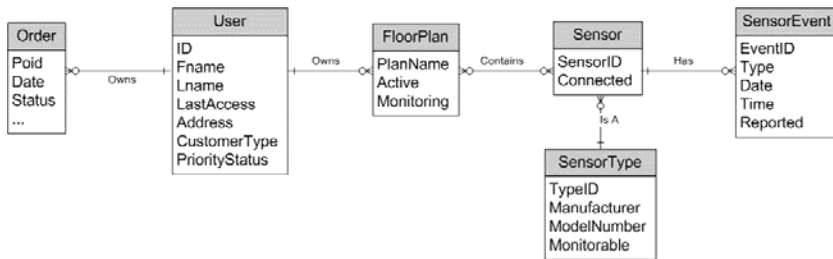 Order
Poid
Date
Status
...
Owns
User
ID
Fname
Lname
LastAccess
Address
CustomerType
PriorityStatus
Owns
FloorPlan
PlanName
Active
Monitoring
Contains
Sensor
SensorID
Connected
Has
SensorEvent
EventID
Type
Date
Time
Reported
Is A
SensorType
TypeID
Manufacturer
ModelNumber
Monitorable